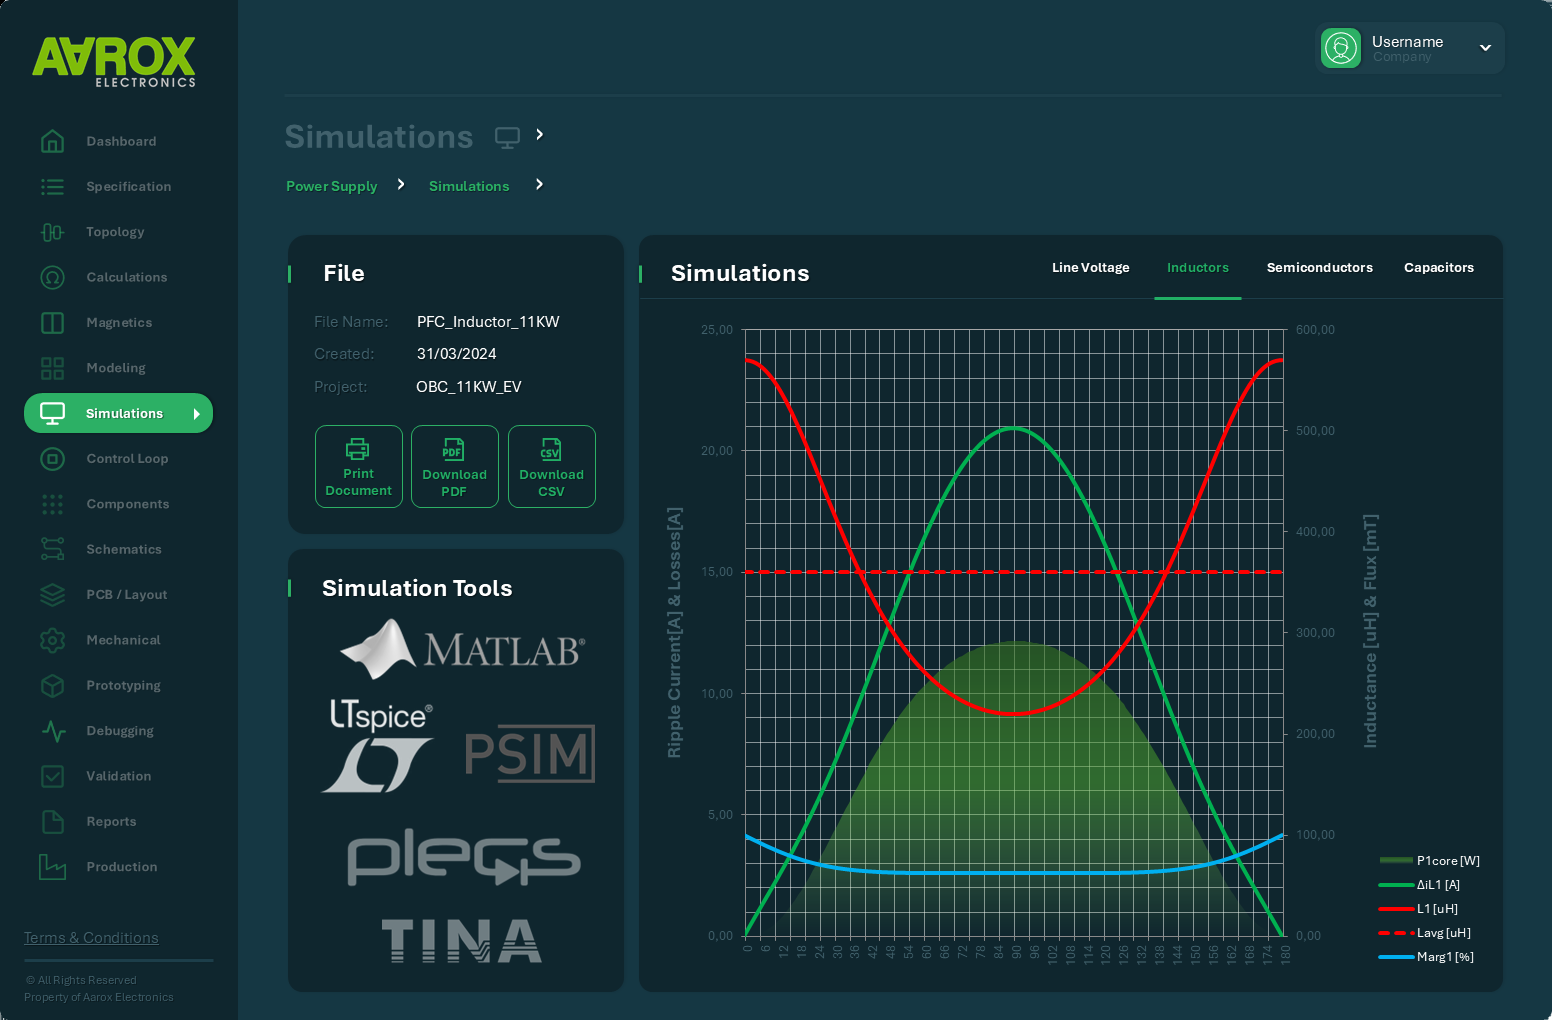 AAROX
ELECTRONICS
Username
Company
Dashboard
Specification
Topology
Calculations
Magnetics
Modeling
Simulations
Control Loop
Components
Schematics
PCB / Layout
Mechanical
Prototyping
Debugging
Validation
Reports
Production
Terms & Conditions
© All Rights Reserved
Property of Aarox Electronics
Simulations
Power Supply
Simulations
File
File Name: PFC_Inductor_11KW
Created: 31/03/2024
Project: OBC_11KW_EV
Print
Document
Download
PDF
Download
CSV
Simulation Tools
MATLAB®
LTspice®
PSIM
plecs
TINA
Simulations
Line Voltage
Inductors
Semiconductors
Capacitors
25,00
20,00
15,00
10,00
5,00
0,00
Ripple Current[A] & Losses[A]
600,00
500,00
400,00
300,00
200,00
100,00
0,00
Inductance [uH] & Flux [mT]
0 6 12 18 24 30 36 42 48 54 60 66 72 78 84 90 96 102 108 114 120 126 132 138 144 150 156 162 168 174 180
P1core [W]
ΔiL1 [A]
L1 [uH]
Lavg [uH]
Marg1 [%]